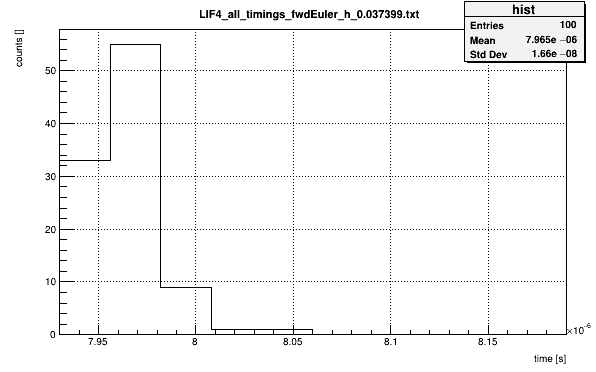 LIF4_all_timings_fwdEuler_h_0.037399.txt
hist
Entries 100
Mean 7.965e −06
Std Dev 1.66e −08
counts []
50
40
30
20
10
0
7.95 8 8.05 8.1 8.15
×10⁻⁶
time [s]